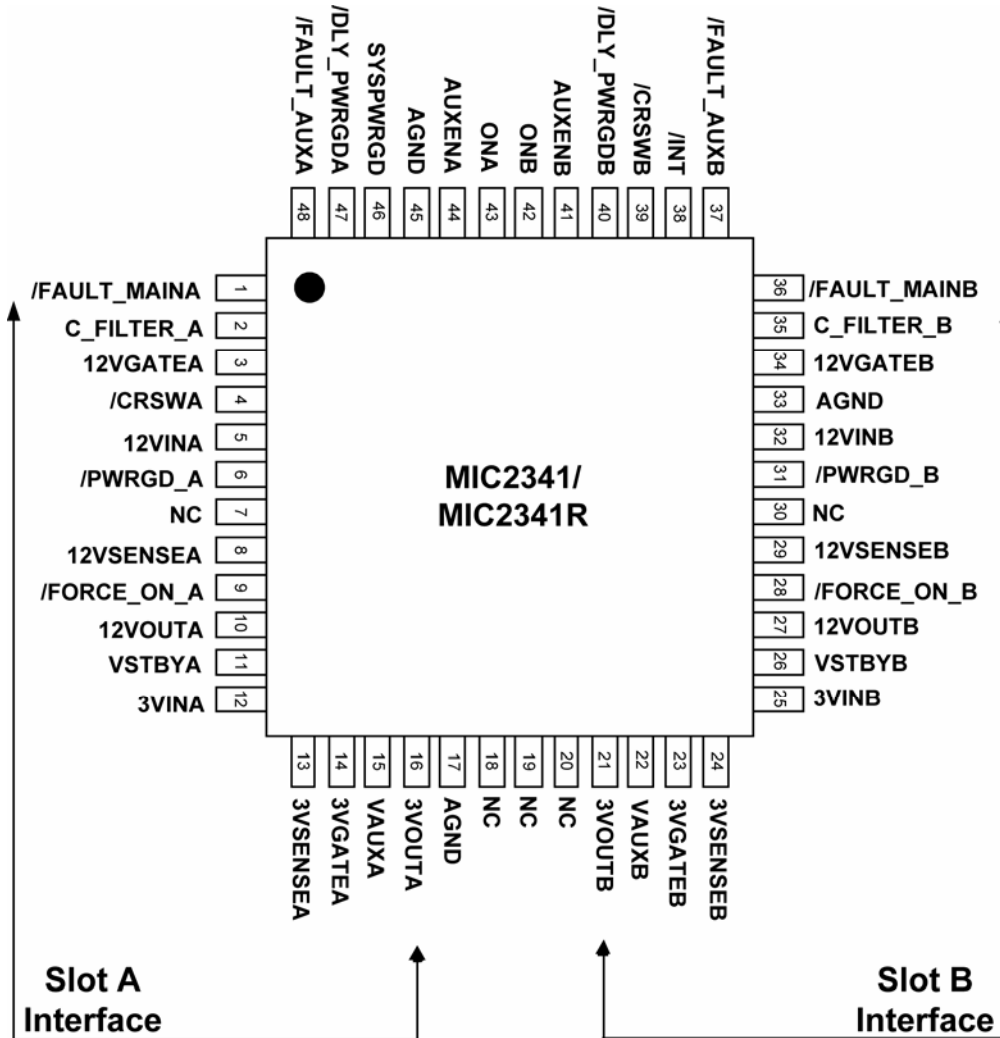 /FAULT_AUXA
/DLY_PWRGDA
SYSPWRGD
AGND
AUXENA
ONA
ONB
AUXENB
/DLY_PWRGDB
/CRSWB
/INT
/FAULT_AUXB
48
47
46
45
44
43
42
41
40
39
38
37
/FAULT_MAINA 1
C_FILTER_A 2
12VGATEA 3
/CRSWA 4
12VINA 5
/PWRGD_A 6
NC 7
12VSENSEA 8
/FORCE_ON_A 9
12VOUTA 10
VSTBYA 11
3VINA 12
MIC2341/
MIC2341R
36 /FAULT_MAINB
35 C_FILTER_B
34 12VGATEB
33 AGND
32 12VINB
31 /PWRGD_B
30 NC
29 12VSENSEB
28 /FORCE_ON_B
27 12VOUTB
26 VSTBYB
25 3VINB
13
14
15
16
17
18
19
20
21
22
23
24
3VSENSEA
3VGATEA
VAUXA
3VOUTA
AGND
NC
NC
NC
3VOUTB
VAUXB
3VGATEB
3VSENSEB
Slot A
Interface
Slot B
Interface